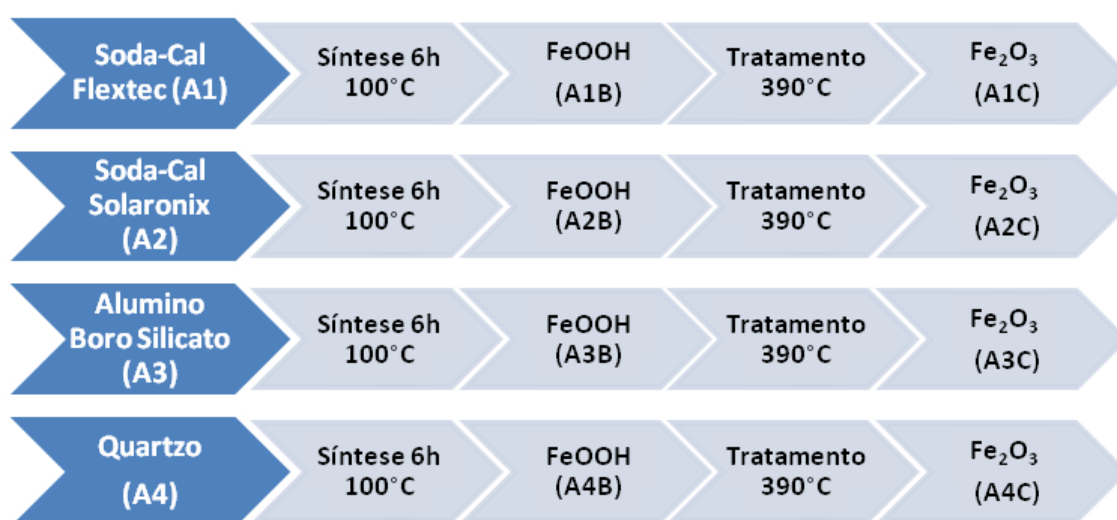 Soda-Cal
Flextec (A1)
Síntese 6h
100°C
FeOOH
(A1B)
Tratamento
390°C
Fe₂O₃
(A1C)
Soda-Cal
Solaronix
(A2)
Síntese 6h
100°C
FeOOH
(A2B)
Tratamento
390°C
Fe₂O₃
(A2C)
Alumino
Boro Silicato
(A3)
Síntese 6h
100°C
FeOOH
(A3B)
Tratamento
390°C
Fe₂O₃
(A3C)
Quartzo
(A4)
Síntese 6h
100°C
FeOOH
(A4B)
Tratamento
390°C
Fe₂O₃
(A4C)